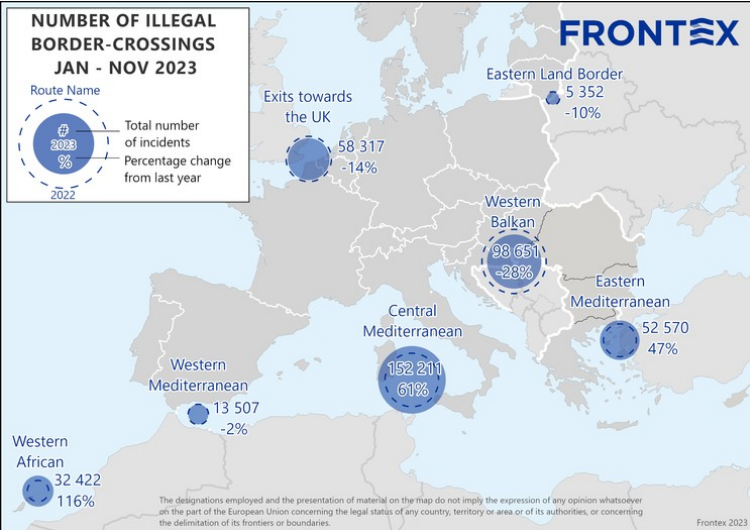 NUMBER OF ILLEGAL
BORDER-CROSSINGS
JAN - NOV 2023
Route Name
#
2023
%
2022
Total number
of incidents
Percentage change
from last year
FRONTEX
Eastern Land Border
5 352
-10%
Exits towards
the UK
58 317
-14%
Western
Balkan
98 651
-28%
Eastern
Mediterranean
52 570
47%
Central
Mediterranean
152 211
61%
Western
Mediterranean
13 507
-2%
Western
African
32 422
116%
The designations employed and the presentation of material on the map do not imply the expression of any opinion whatsoever
on the part of the European Union concerning the legal status of any country, territory or area or of its authorities, or concerning
the delimitation of its frontiers or boundaries.
Frontex 2023